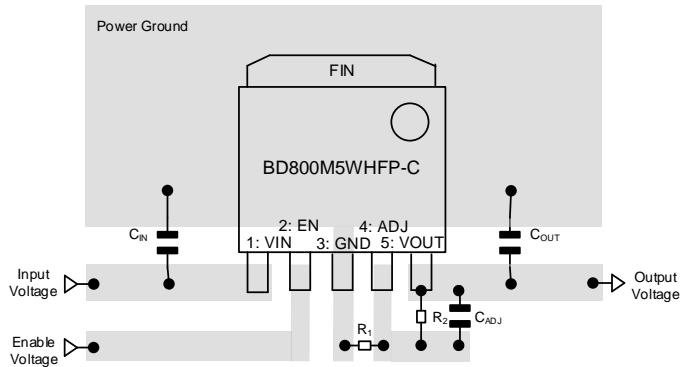 Power Ground
FIN
BD800M5WHFP-C
2: EN
4: ADJ
1: VIN
3: GND
5: VOUT
CIN
COUT
Input
Voltage
Output
Voltage
R2
CADJ
R1
Enable
Voltage